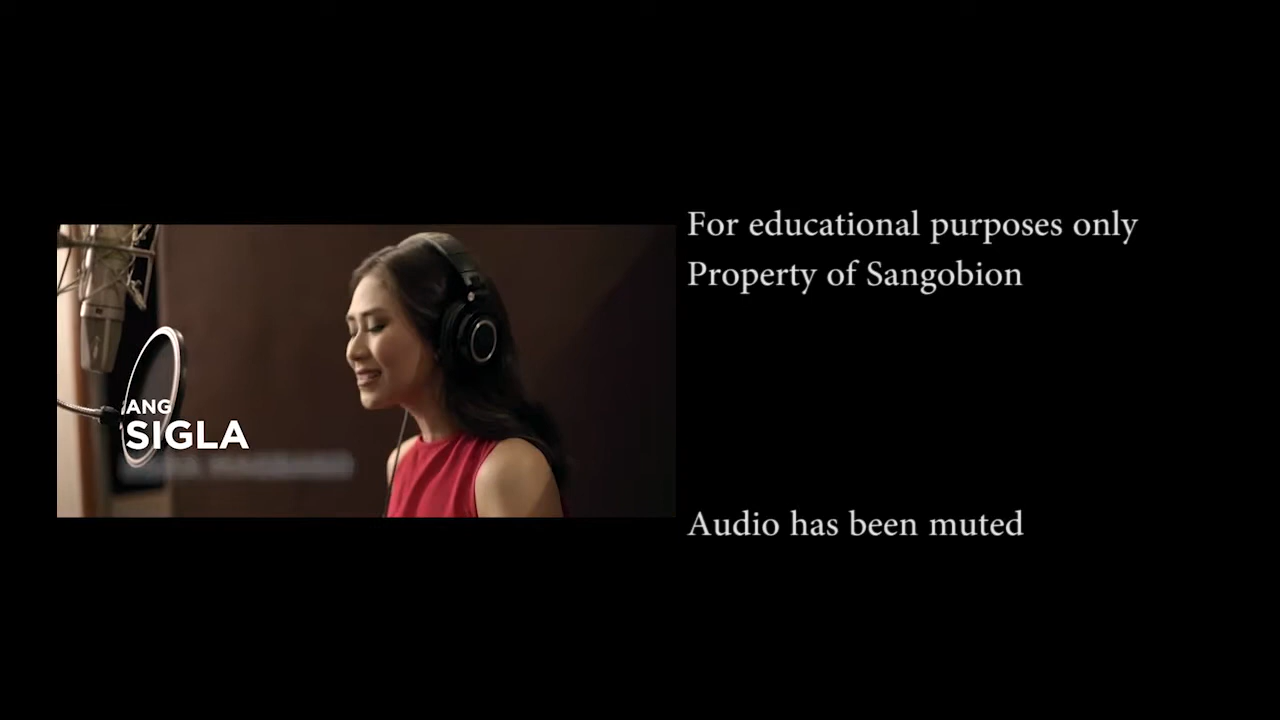 For educational purposes only
Property of Sangobion
ANG
SIGLA
Audio has been muted